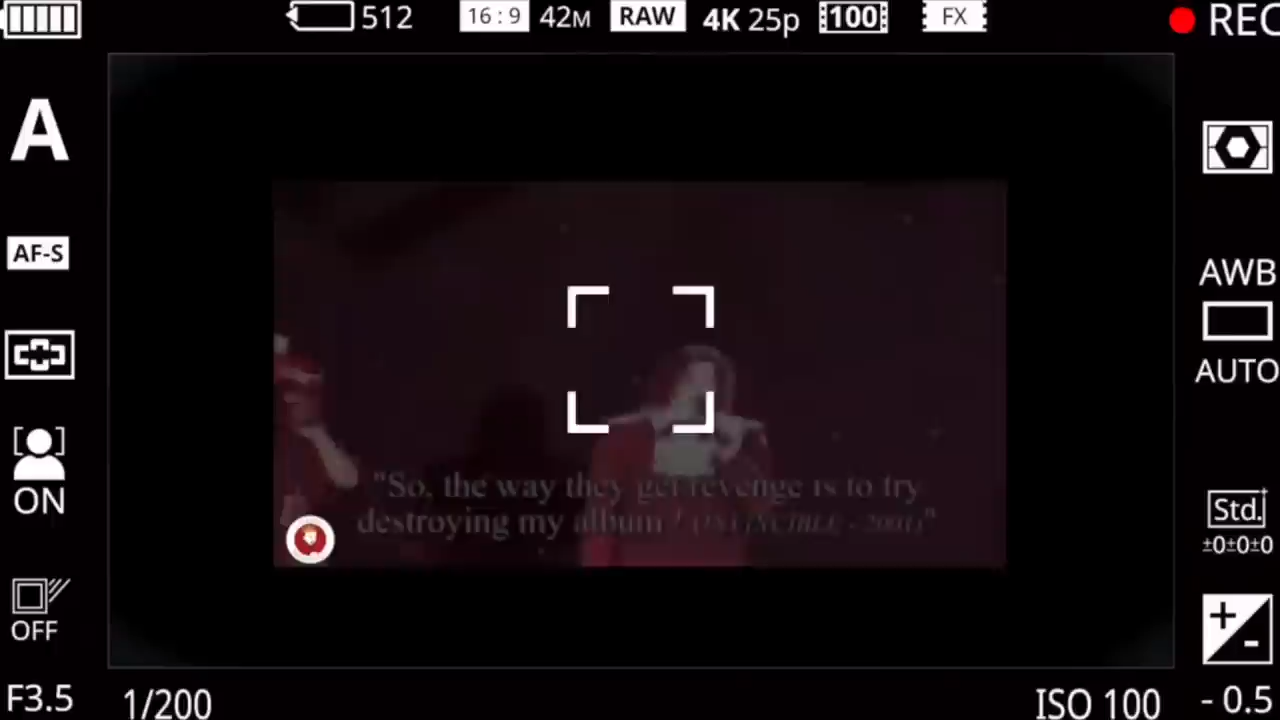 512 16:9 42M RAW 4K 25p 100 FX REC
A
AF-S
AWB
AUTO
ON
Std.
±0±0±0
OFF
F3.5 1/200 ISO 100 - 0.5
"So, the way they get revenge is to try
destroying my album! (INVINCIBLE - 2001)"